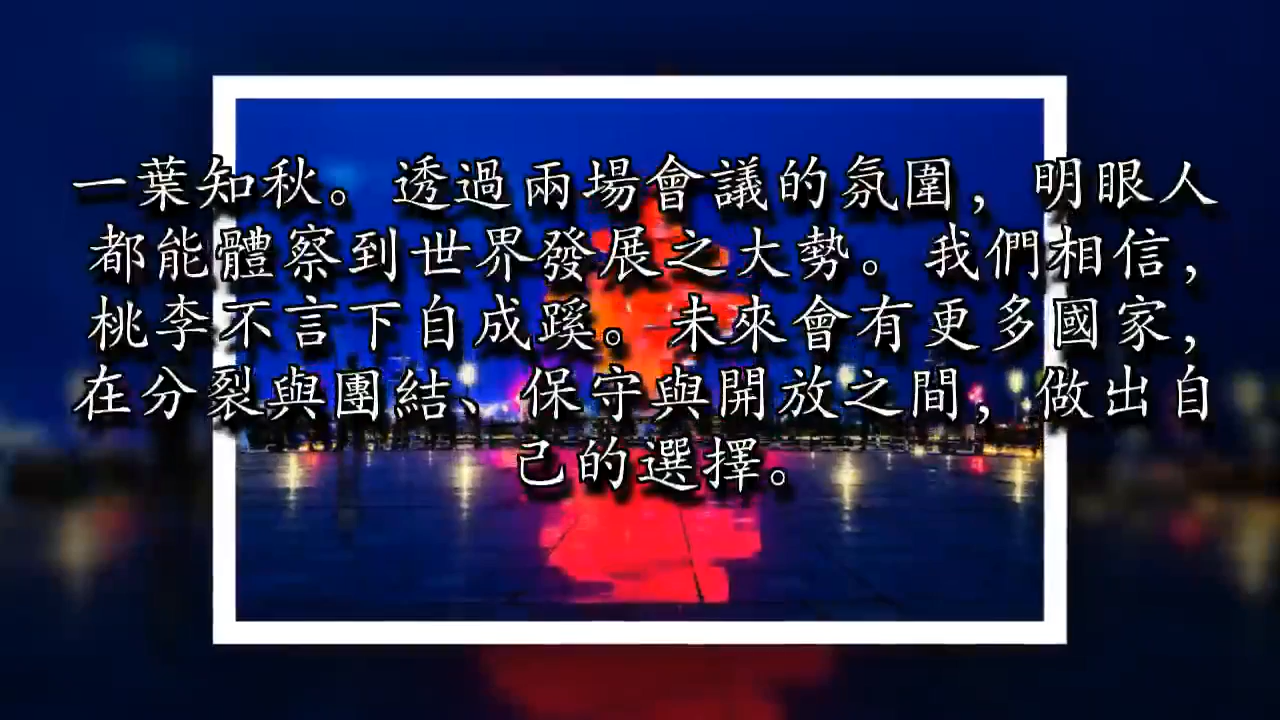 一葉知秋。透過兩場會議的氛圍，明眼人
都能體察到世界發展之大勢。我們相信，
桃李不言下自成蹊。未來會有更多國家，
在分裂與團結、保守與開放之間，做出自
己的選擇。